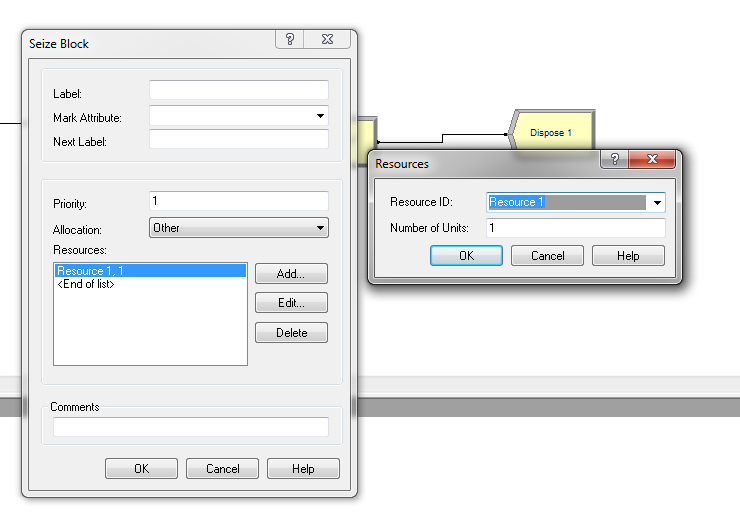 Seize Block
?
Label:
Mark Attribute:
Next Label:
Priority: 1
Allocation: Other
Resources:
Resource 1, 1
<End of list>
Add...
Edit...
Delete
Comments
OK Cancel Help
Dispose 1
Resources
?
Resource ID: Resource 1
Number of Units: 1
OK Cancel Help